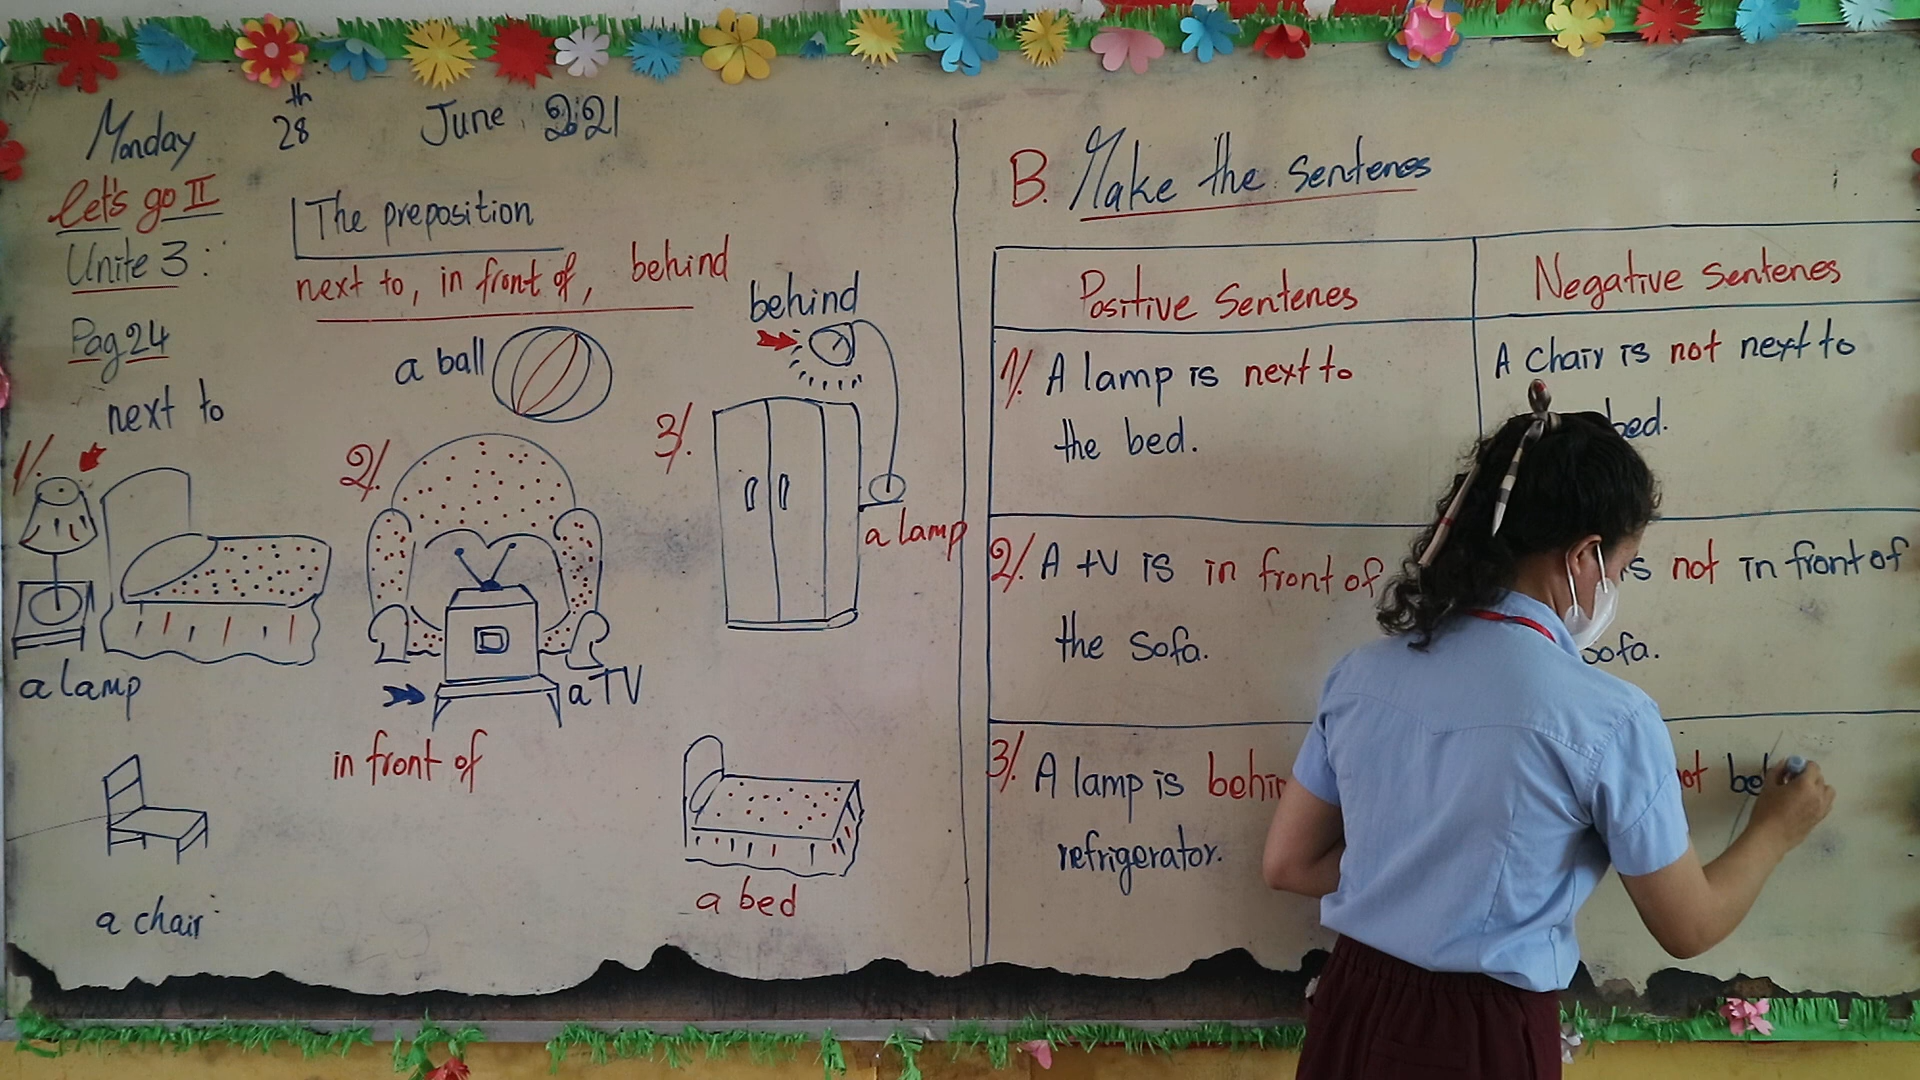 Monday 28th June 2021
let's go II
Unite 3:
Pag 24
The preposition
next to, in front of, behind
next to
1/.
a lamp
a chair
a ball
2/.
a TV
in front of
behind
3/.
a lamp
a bed
B. Make the Sentenes
Positive Sentenes
Negative Sentenes
1/. A lamp is next to
the bed.
A Chair is not next to
bed.
2/. A tV is in front of
the Sofa.
is not in front of
sofa.
3/. A lamp is
refrigerator.